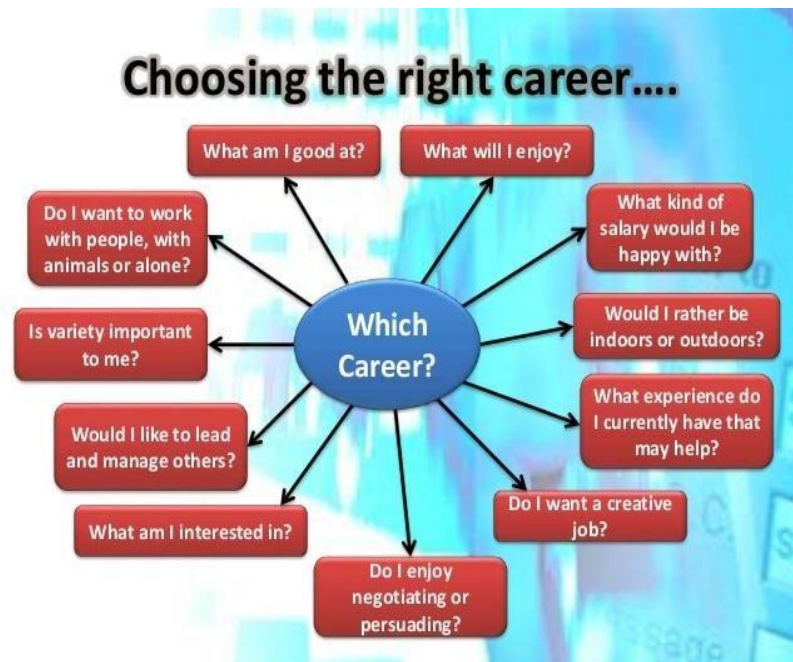 Choosing the right career....
What am I good at?
What will I enjoy?
Do I want to work
with people, with
animals or alone?
What kind of
salary would I be
happy with?
Is variety important
to me?
Which
Career?
Would I rather be
indoors or outdoors?
Would I like to lead
and manage others?
What experience do
I currently have that
may help?
What am I interested in?
Do I want a creative
job?
Do I enjoy
negotiating or
persuading?